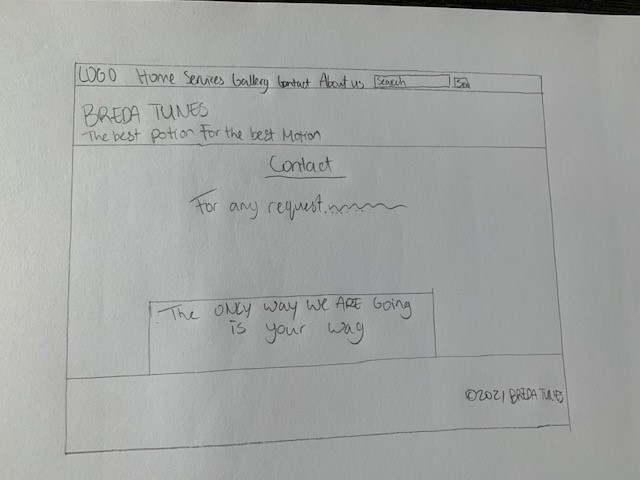 LOGO Home Services Gallery Contact About us Search
BREDA TUNES
The best potion For the best Motion
Contact
For any request
The ONLY way WE ARE Going
is your way
©2021 BREDA TUNES